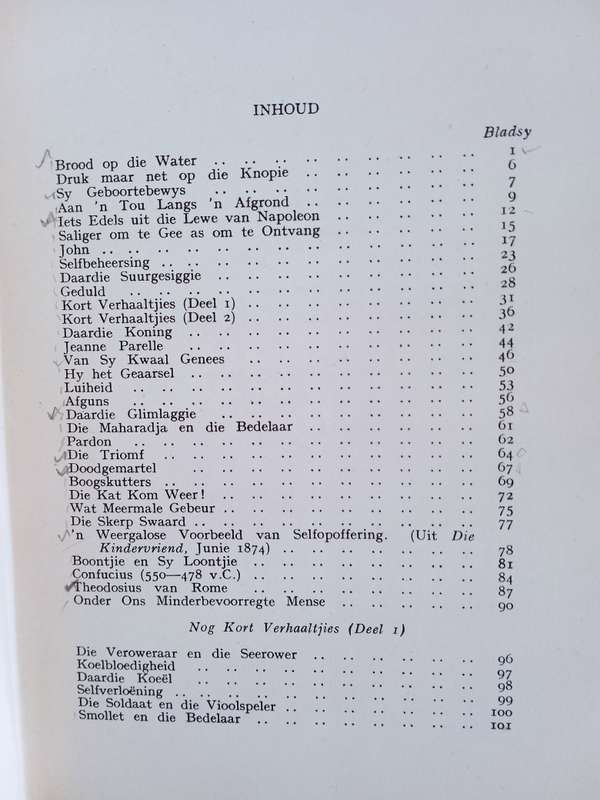 INHOUD
Bladsy
Brood op die Water .. .. .. .. .. .. .. .. .. 1
Druk maar net op die Knopie .. .. .. .. .. .. 6
Sy Geboortebewys .. .. .. .. .. .. .. .. .. 7
Aan 'n Tou Langs 'n Afgrond .. .. .. .. .. .. 9
Iets Edels uit die Lewe van Napoleon .. .. .. .. .. 12
Saliger om te Gee as om te Ontvang .. .. .. .. .. 15
John .. .. .. .. .. .. .. .. .. .. .. .. .. 17
Selfbeheersing .. .. .. .. .. .. .. .. .. .. .. 23
Daardie Suurgesiggie .. .. .. .. .. .. .. .. .. 26
Geduld .. .. .. .. .. .. .. .. .. .. .. .. 28
Kort Verhaaltjies (Deel 1) .. .. .. .. .. .. .. .. 31
Kort Verhaaltjies (Deel 2) .. .. .. .. .. .. .. .. 36
Daardie Koning .. .. .. .. .. .. .. .. .. .. 42
Jeanne Parelle .. .. .. .. .. .. .. .. .. .. 44
Van Sy Kwaal Genees .. .. .. .. .. .. .. .. 46
Hy het Geaarsel .. .. .. .. .. .. .. .. .. .. 50
Luiheid .. .. .. .. .. .. .. .. .. .. .. .. 53
Afguns .. .. .. .. .. .. .. .. .. .. .. .. 56
Daardie Glimlaggie .. .. .. .. .. .. .. .. .. 58
Die Maharadja en die Bedelaar .. .. .. .. .. .. 61
Pardon .. .. .. .. .. .. .. .. .. .. .. .. 62
Die Triomf .. .. .. .. .. .. .. .. .. .. .. 64
Doodgemartel .. .. .. .. .. .. .. .. .. .. 67
Boogskutters .. .. .. .. .. .. .. .. .. .. .. 69
Die Kat Kom Weer! .. .. .. .. .. .. .. .. .. 72
Wat Meermale Gebeur .. .. .. .. .. .. .. .. .. 75
Die Skerp Swaard .. .. .. .. .. .. .. .. .. .. 77
'n Weergalose Voorbeeld van Selfopoffering. (Uit Die
Kindervriend, Junie 1874) .. .. .. .. .. .. .. 78
Boontjie en Sy Loontjie .. .. .. .. .. .. .. .. 81
Confucius (550—478 v.C.) .. .. .. .. .. .. .. .. 84
Theodosius van Rome .. .. .. .. .. .. .. .. 87
Onder Ons Minderbevoorregte Mense .. .. .. .. .. 90
Nog Kort Verhaaltjies (Deel 1)
Die Veroweraar en die Seerower .. .. .. .. .. .. 96
Koelbloedigheid .. .. .. .. .. .. .. .. .. .. 97
Daardie Koeël .. .. .. .. .. .. .. .. .. .. 98
Selfverloëning .. .. .. .. .. .. .. .. .. .. .. 99
Die Soldaat en die Vioolspeler .. .. .. .. .. .. .. 100
Smollet en die Bedelaar .. .. .. .. .. .. .. .. 101